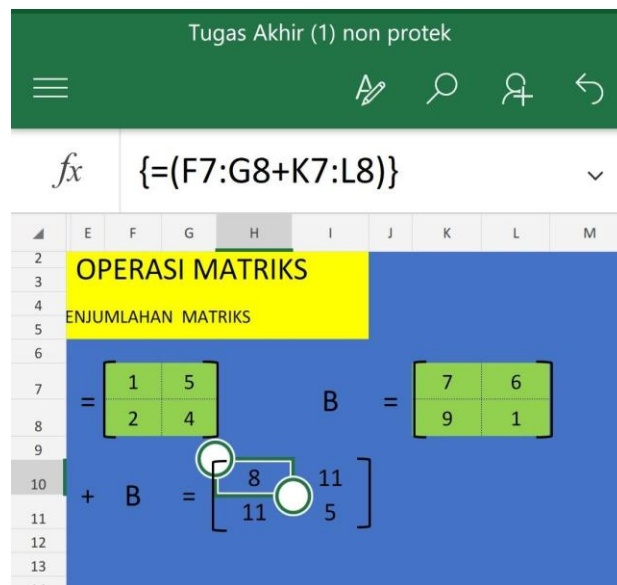 Tugas Akhir (1) non protek
fx {=(F7:G8+K7:L8)}
E F G H I J K L M
2
3 OPERASI MATRIKS
4
5 ENJUMLAHAN MATRIKS
6
7 1 5 7 6
= B =
8 2 4 9 1
9
10 8 11
+ B =
11 11 5
12
13